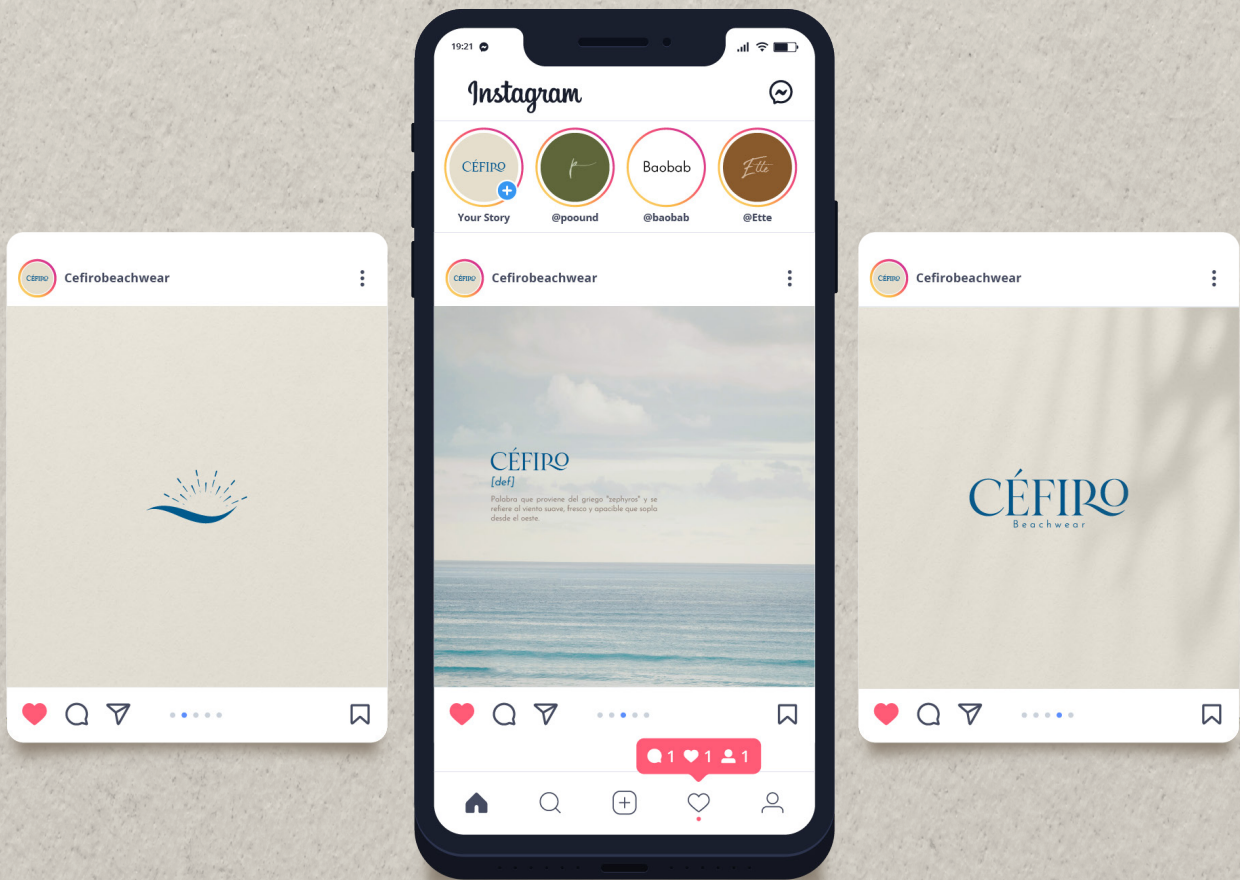 19:21
Instagram
CÉFIRO
Baobab
Ette
Your Story
@poound
@baobab
@Ette
CÉFIRO
Cefirobeachwear
CÉFIRO
Cefirobeachwear
CÉFIRO
[def]
Palabra que proviene del griego "zephyros" y se
refiere al viento suave, fresco y apacible que sopla
desde el oeste.
1 1 1
CÉFIRO
Cefirobeachwear
CÉFIRO
Beachwear